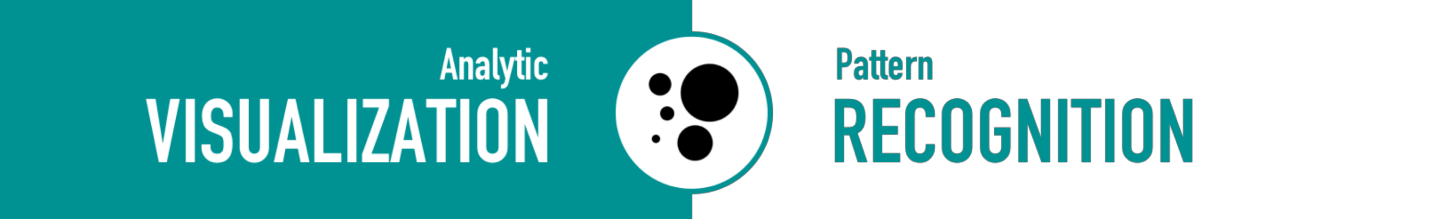 Analytic
VISUALIZATION
Pattern
RECOGNITION